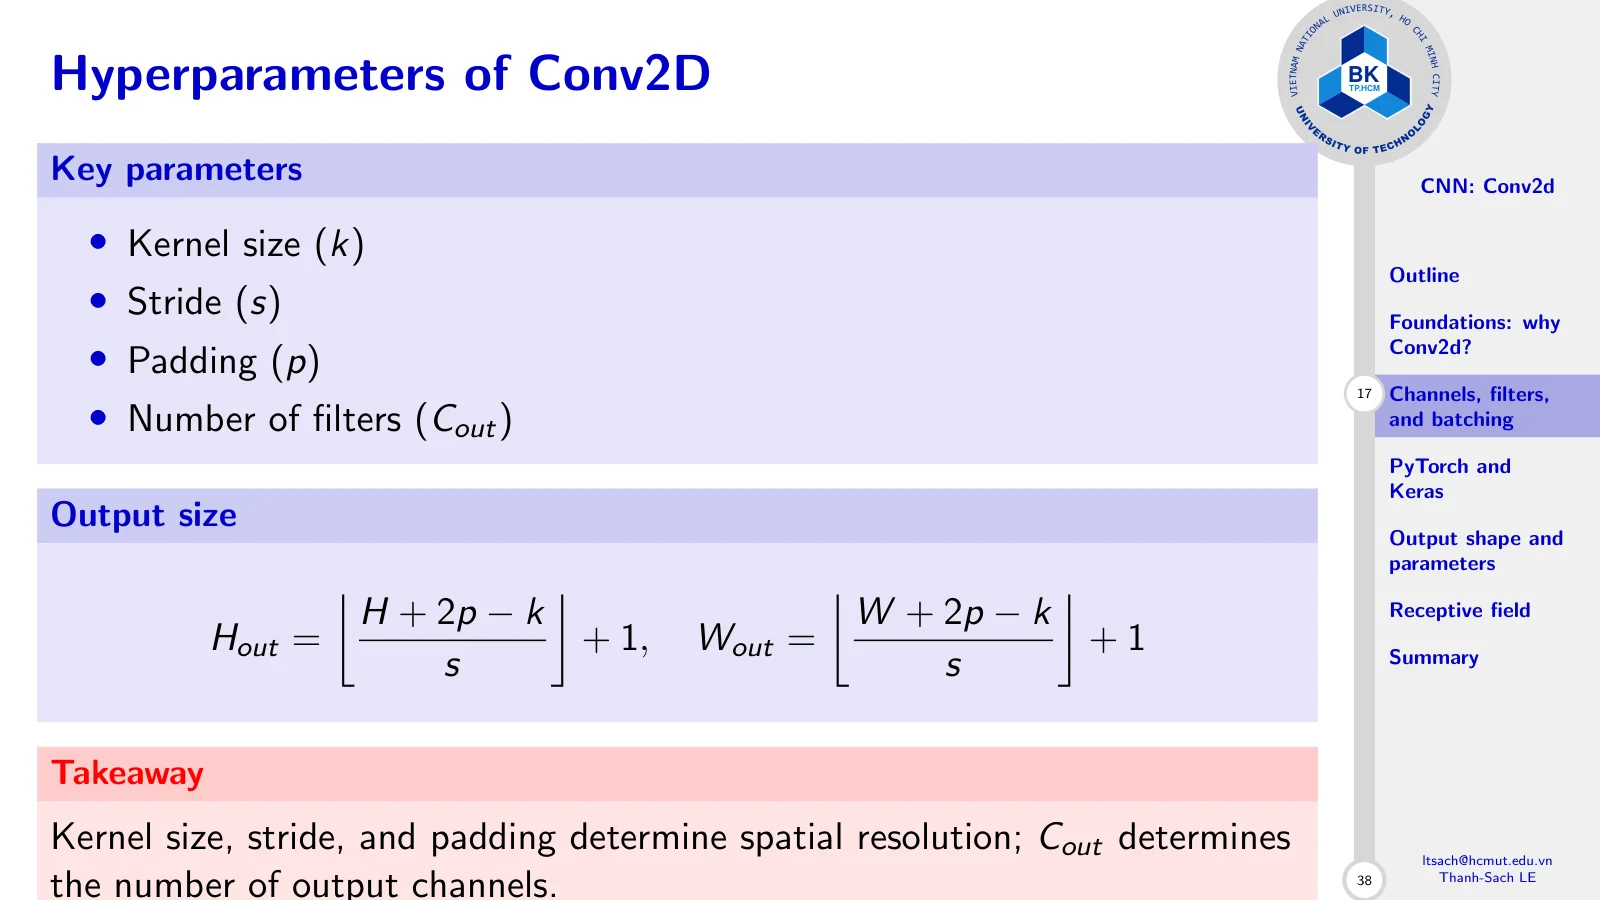 Hyperparameters of Conv2D
Key parameters
• Kernel size (k)
• Stride (s)
• Padding (p)
• Number of filters (C_out)
Output size
H_out = ⌊(H + 2p − k)/s⌋ + 1, W_out = ⌊(W + 2p − k)/s⌋ + 1
Takeaway
Kernel size, stride, and padding determine spatial resolution; C_out determines
the number of output channels.
VIETNAM NATIONAL UNIVERSITY, HO CHI MINH CITY
BK
TP.HCM
UNIVERSITY OF TECHNOLOGY
CNN: Conv2d
Outline
Foundations: why
Conv2d?
17
Channels, filters,
and batching
PyTorch and
Keras
Output shape and
parameters
Receptive field
Summary
ltsach@hcmut.edu.vn
Thanh-Sach LE
38